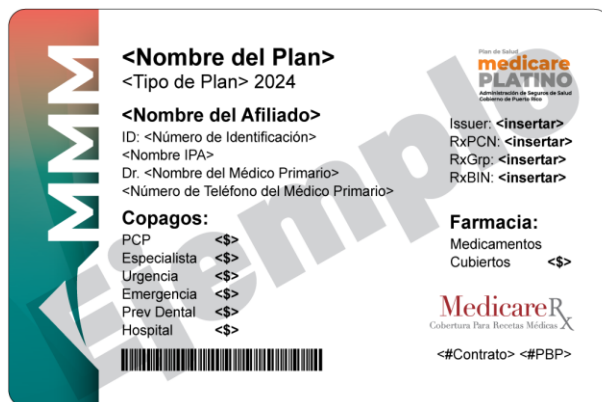 MMM
<Nombre del Plan>
<Tipo de Plan> 2024
<Nombre del Afiliado>
ID: <Número de Identificación>
<Nombre IPA>
Dr. <Nombre del Médico Primario>
<Número de Teléfono del Médico Primario>
Copagos:
PCP <$>
Especialista <$>
Urgencia <$>
Emergencia <$>
Prev Dental <$>
Hospital <$>
Plan de Salud
medicare
PLATINO
Administración de Seguros de Salud
Gobierno de Puerto Rico
Issuer: <insertar>
RxPCN: <insertar>
RxGrp: <insertar>
RxBIN: <insertar>
Farmacia:
Medicamentos
Cubiertos <$>
MedicareRx
Cobertura Para Recetas Médicas
<#Contrato> <#PBP>
Ejemplo